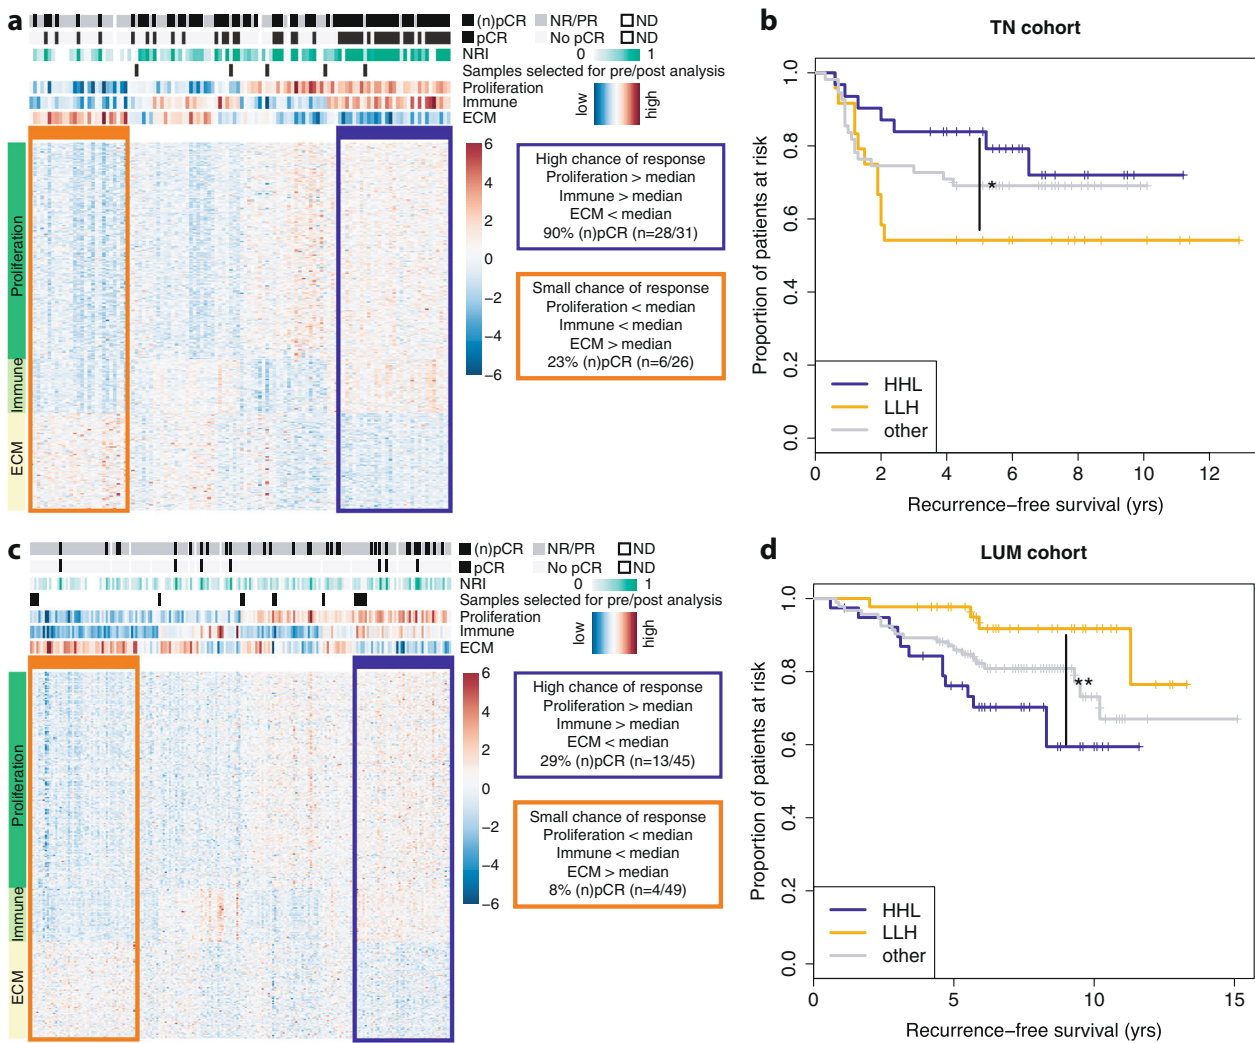 a
(n)pCR NR/PR ND
pCR No pCR ND
NRI 0 1
Samples selected for pre/post analysis
Proliferation
Immune
ECM
low
high
Proliferation
Immune
ECM
6
4
2
0
−2
−4
−6
High chance of response
Proliferation > median
Immune > median
ECM < median
90% (n)pCR (n=28/31)
Small chance of response
Proliferation < median
Immune < median
ECM > median
23% (n)pCR (n=6/26)
b
TN cohort
Proportion of patients at risk
1.0
0.8
0.6
0.4
0.2
0.0
*
HHL
LLH
other
0 2 4 6 8 10 12
Recurrence−free survival (yrs)
c
(n)pCR NR/PR ND
pCR No pCR ND
NRI 0 1
Samples selected for pre/post analysis
Proliferation
Immune
ECM
low
high
Proliferation
Immune
ECM
6
4
2
0
−2
−4
−6
High chance of response
Proliferation > median
Immune > median
ECM < median
29% (n)pCR (n=13/45)
Small chance of response
Proliferation < median
Immune < median
ECM > median
8% (n)pCR (n=4/49)
d
LUM cohort
Proportion of patients at risk
1.0
0.8
0.6
0.4
0.2
0.0
**
HHL
LLH
other
0 5 10 15
Recurrence−free survival (yrs)